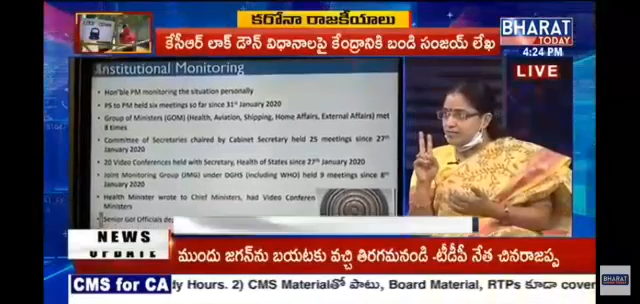 కరోనా రాజకీయాలు
కేసీఆర్ లాక్ డౌన్ విధానాలపై కేంద్రానికి బండి సంజయ్ లేఖ
BHARAT
TODAY
4:24 PM
LIVE
Institutional Monitoring
Hon'ble PM monitoring the situation personally
PS to PM held six meetings so far since 31st January 2020
Group of Ministers (GOM) (Health, Aviation, Shipping, Home Affairs, External Affairs) met
8 times
Committee of Secretaries chaired by Cabinet Secretary held 25 meetings since 27th
January 2020
20 Video Conferences held with Secretary, Health of States since 27th January 2020
Joint Monitoring Group (JMG) under DGHS (including WHO) held 9 meetings since 8th
January 2020
Health Minister wrote to Chief Ministers, had Video Conferen
Ministers
Senior GoI Officials de
NEWS
UPDATE
ముందు జగన్‌ను బయటకు వచ్చి తిరగమనండి -టీడీపీ నేత చినరాజప్ప
CMS for CA
dy Hours. 2) CMS Materialతో పాటు, Board Material, RTPs కూడా cover
BHARAT